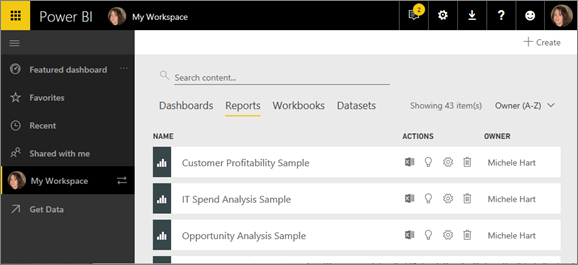 Power BI My Workspace 2 ?
Create
Featured dashboard ...
Favorites
Recent
Shared with me
My Workspace
Get Data
Search content...
Dashboards Reports Workbooks Datasets Showing 43 item(s) Owner (A-Z)
NAME ACTIONS OWNER
Customer Profitability Sample Michele Hart
IT Spend Analysis Sample Michele Hart
Opportunity Analysis Sample Michele Hart